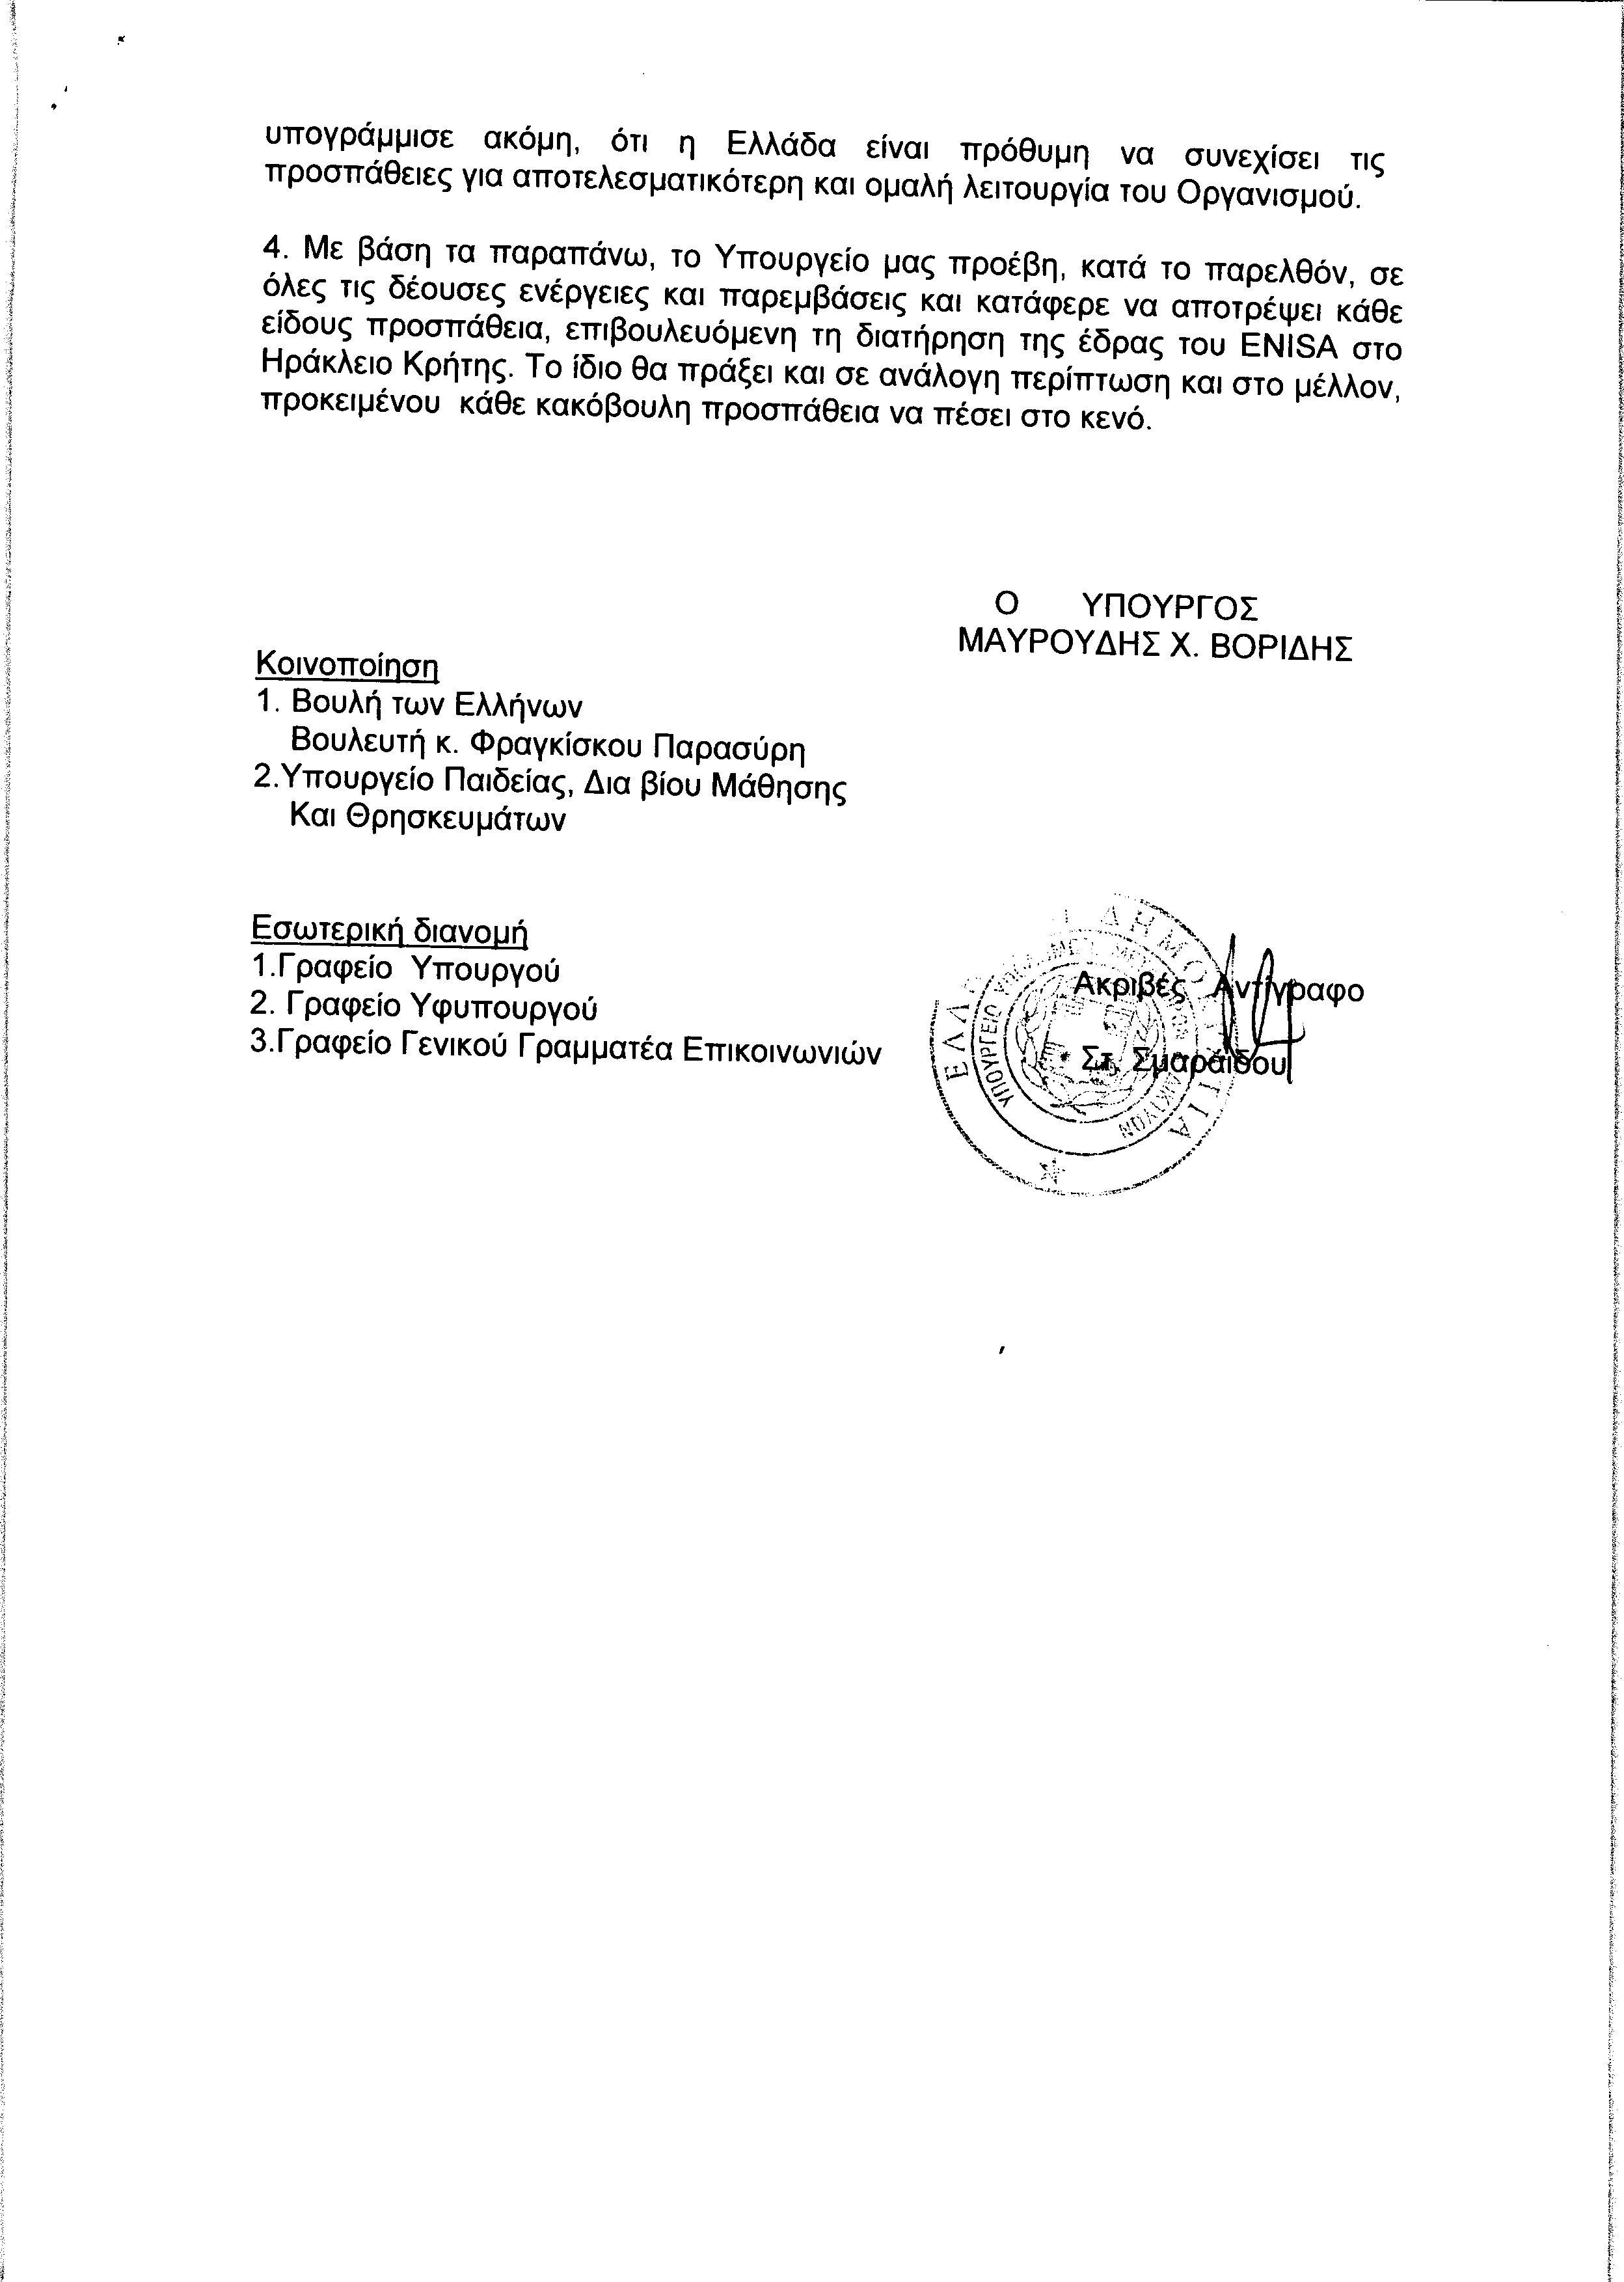 υπογράμμισε ακόμη, ότι η Ελλάδα είναι πρόθυμη να συνεχίσει τις
προσπάθειες για αποτελεσματικότερη και ομαλή λειτουργία του Οργανισμού.
4. Με βάση τα παραπάνω, το Υπουργείο μας προέβη, κατά το παρελθόν, σε
όλες τις δέουσες ενέργειες και παρεμβάσεις και κατάφερε να αποτρέψει κάθε
είδους προσπάθεια, επιβουλευόμενη τη διατήρηση της έδρας του ENISA στο
Ηράκλειο Κρήτης. Το ίδιο θα πράξει και σε ανάλογη περίπτωση και στο μέλλον,
προκειμένου κάθε κακόβουλη προσπάθεια να πέσει στο κενό.
Ο ΥΠΟΥΡΓΟΣ
ΜΑΥΡΟΥΔΗΣ Χ. ΒΟΡΙΔΗΣ
Κοινοποίηση
1. Βουλή των Ελλήνων
Βουλευτή κ. Φραγκίσκου Παρασύρη
2.Υπουργείο Παιδείας, Δια βίου Μάθησης
Και Θρησκευμάτων
Εσωτερική διανομή
1.Γραφείο Υπουργού
2. Γραφείο Υφυπουργού
3.Γραφείο Γενικού Γραμματέα Επικοινωνιών
Ακριβές Αντίγραφο
Στ. Σμαραϊδου
ΥΠΟΥΡΓΕΙΟ